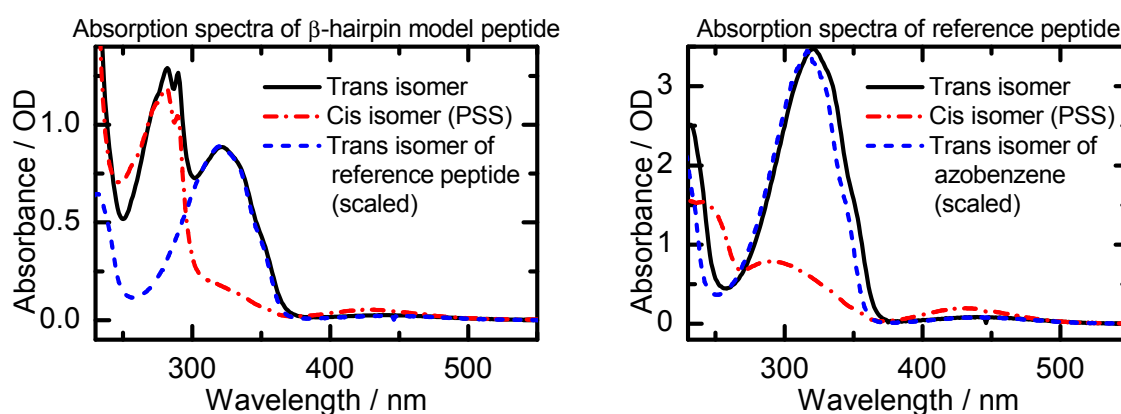 Absorption spectra of β-hairpin model peptide
Absorbance / OD
1.0
0.5
0.0
Trans isomer
Cis isomer (PSS)
Trans isomer of
reference peptide
(scaled)
300
400
500
Wavelength / nm
Absorption spectra of reference peptide
Absorbance / OD
3
2
1
0
Trans isomer
Cis isomer (PSS)
Trans isomer of
azobenzene
(scaled)
300
400
500
Wavelength / nm